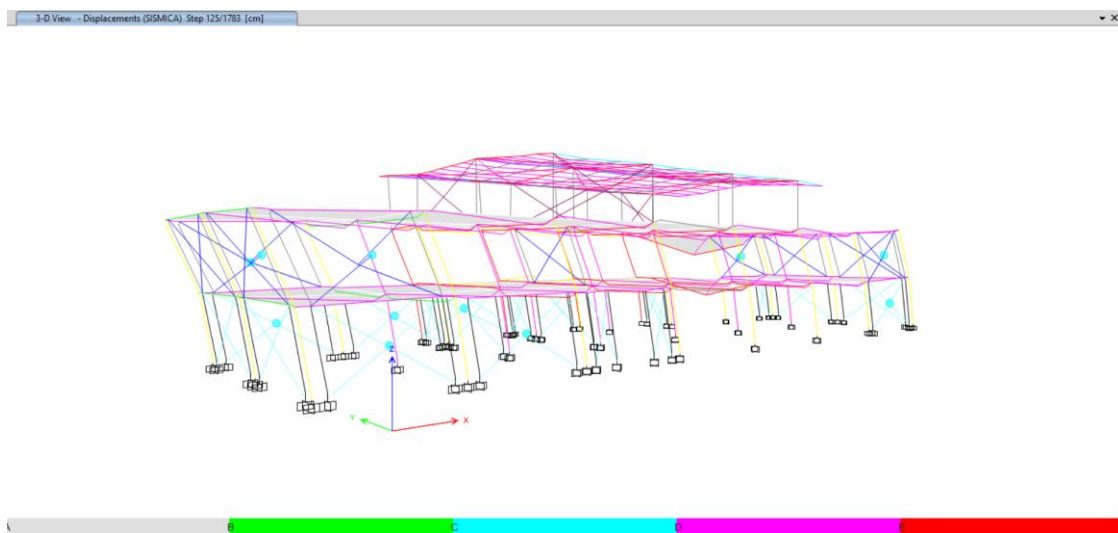 3-D View - Displacements (SISMICA) Step 125/1783 [cm]
Z
Y
X
A B C D E